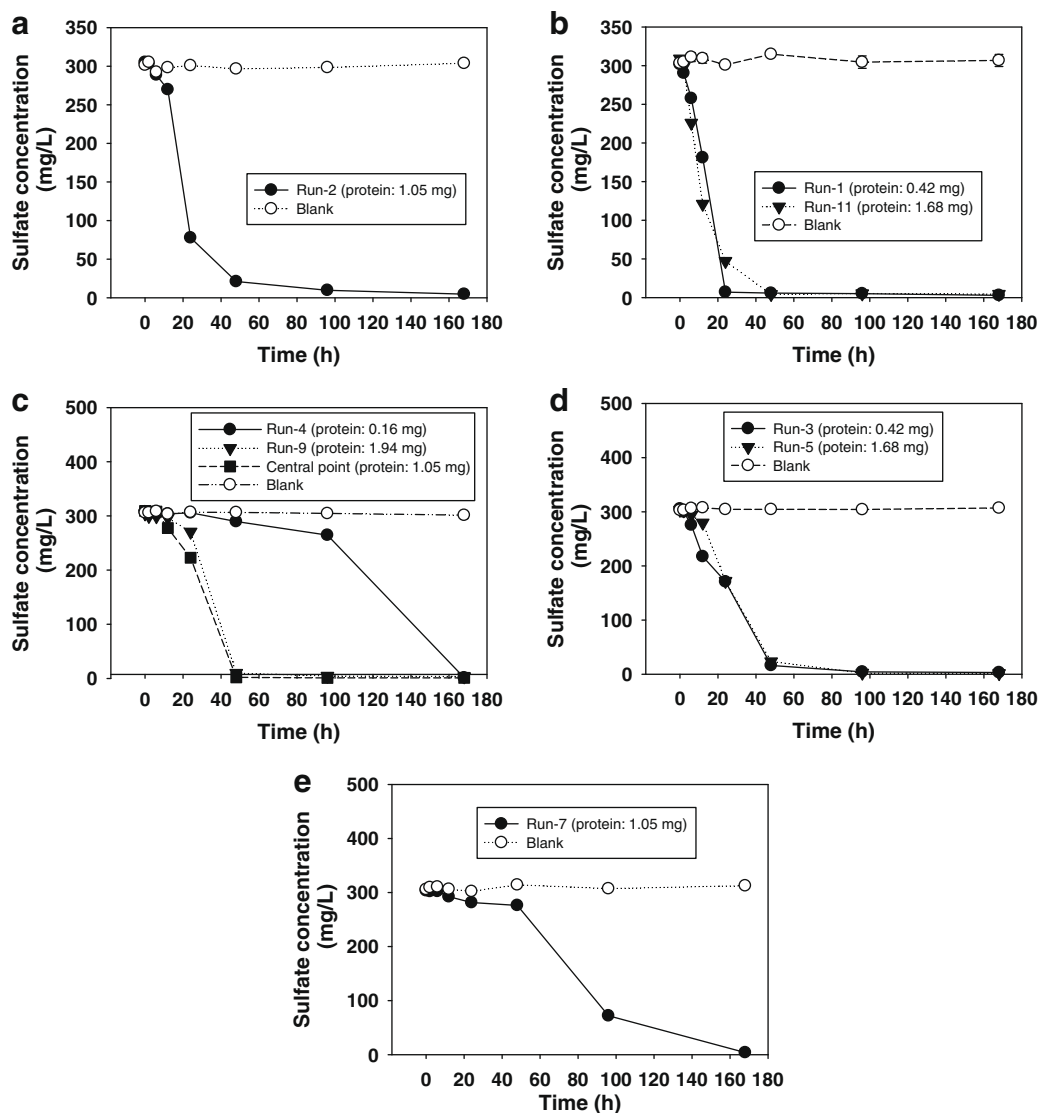 a
350
300
250
200
150
100
50
0
Sulfate concentration
(mg/L)
Run-2 (protein: 1.05 mg)
Blank
0 20 40 60 80 100 120 140 160 180
Time (h)
b
350
300
250
200
150
100
50
0
Sulfate concentration
(mg/L)
Run-1 (protein: 0.42 mg)
Run-11 (protein: 1.68 mg)
Blank
0 20 40 60 80 100 120 140 160 180
Time (h)
c
500
400
300
200
100
0
Sulfate concentration
(mg/L)
Run-4 (protein: 0.16 mg)
Run-9 (protein: 1.94 mg)
Central point (protein: 1.05 mg)
Blank
0 20 40 60 80 100 120 140 160 180
Time (h)
d
500
400
300
200
100
0
Sulfate concentration
(mg/L)
Run-3 (protein: 0.42 mg)
Run-5 (potein: 1.68 mg)
Blank
0 20 40 60 80 100 120 140 160 180
Time (h)
e
500
400
300
200
100
0
Sulfate concentration
(mg/L)
Run-7 (protein: 1.05 mg)
Blank
0 20 40 60 80 100 120 140 160 180
Time (h)